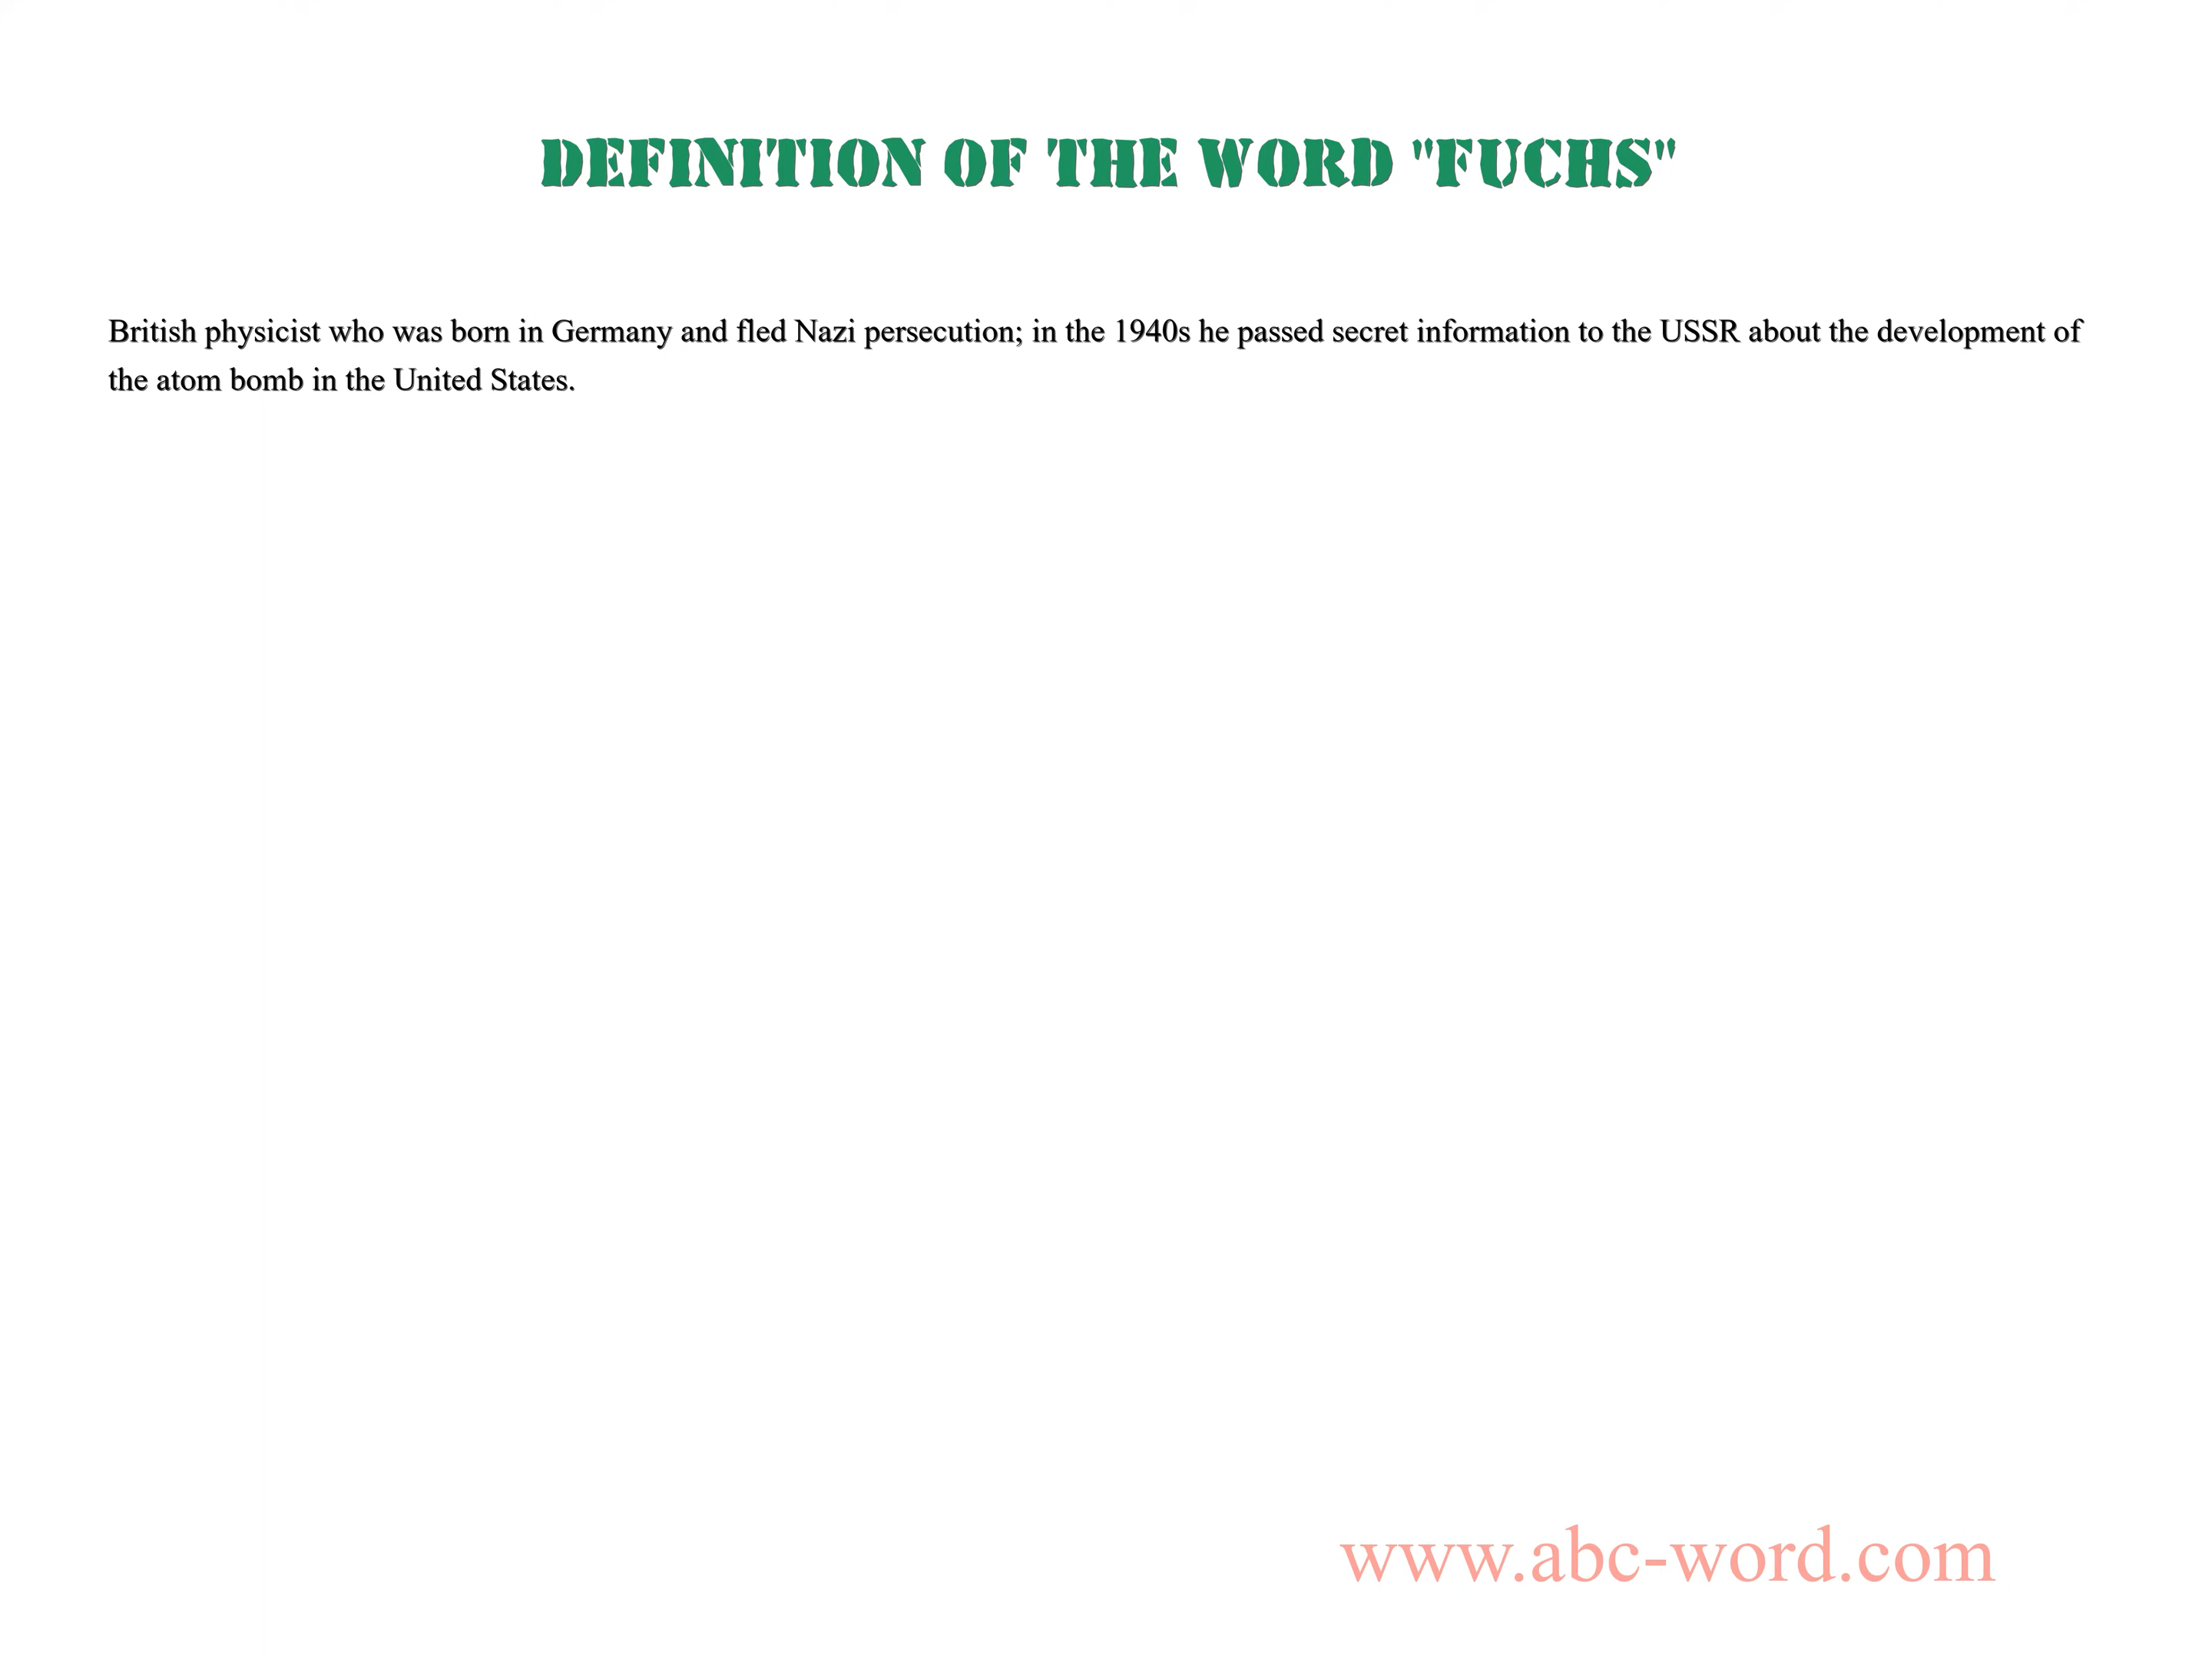 DEFINITION OF THE WORD "FUCHS"
British physicist who was born in Germany and fled Nazi persecution; in the 1940s he passed secret information to the USSR about the development of
the atom bomb in the United States.
www.abc-word.com